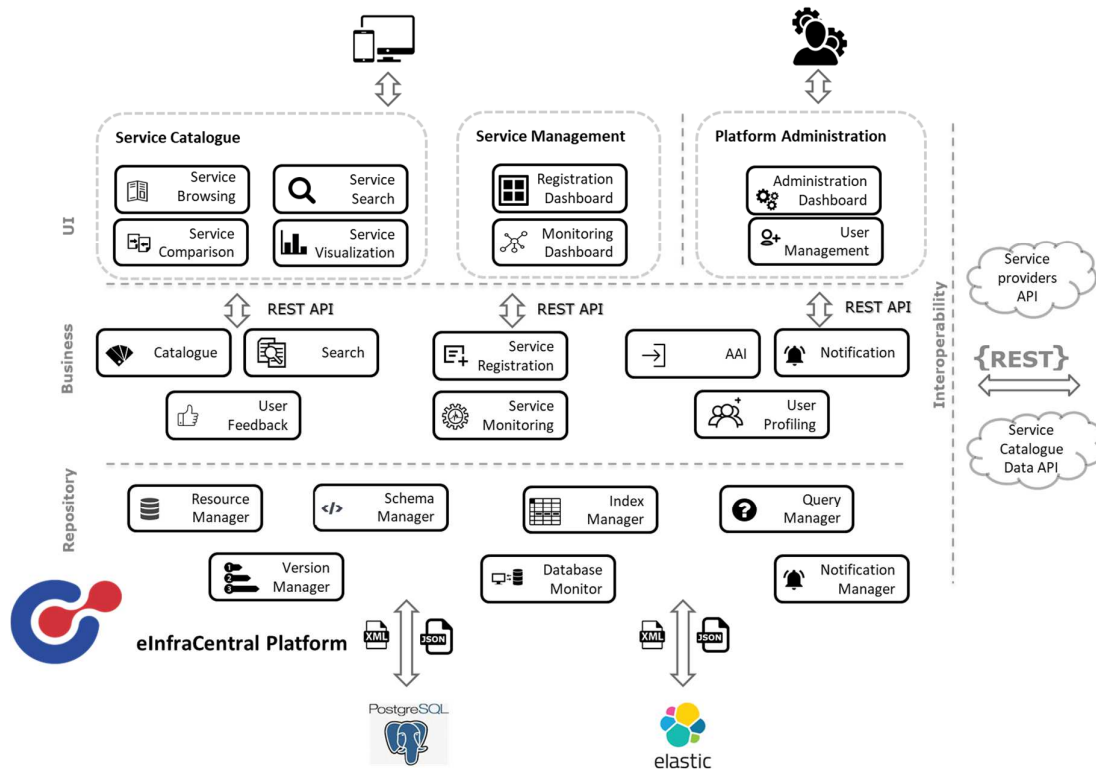 Service Catalogue
Service Management
Platform Administration
UI
Service
Browsing
Service
Search
Registration
Dashboard
Administration
Dashboard
Service
Comparison
Service
Visualization
Monitoring
Dashboard
User
Management
REST API
REST API
REST API
Business
Catalogue
Search
Service
Registration
AAI
Notification
User
Feedback
Service
Monitoring
User
Profiling
Interoperability
Service
providers
API
{REST}
Service
Catalogue
Data API
Repository
Resource
Manager
</>
Schema
Manager
Index
Manager
?
Query
Manager
1
2
3
Version
Manager
Database
Monitor
Notification
Manager
eInfraCentral Platform
XML
JSON
XML
JSON
PostgreSQL
elastic